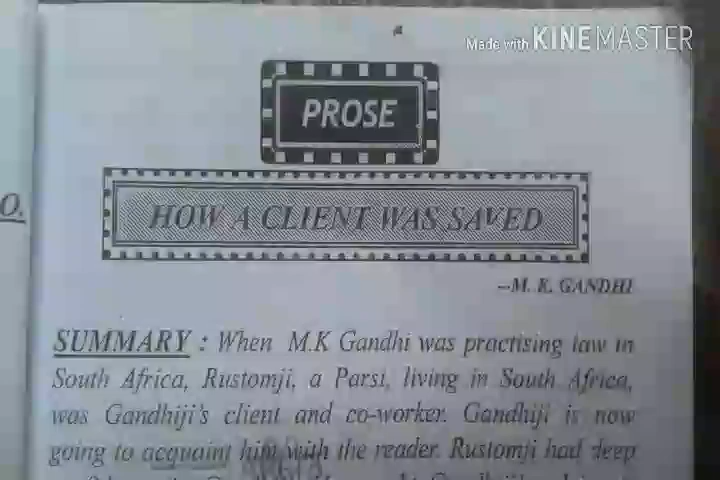 Made with KINEMASTER
PROSE
HOW A CLIENT WAS SAVED
O.
–M. K. GANDHI
SUMMARY : When M.K Gandhi was practising law in
South Africa, Rustomji, a Parsi, living in South Africa,
was Gandhiji's client and co-worker. Gandhiji is now
going to acquaint him with the reader. Rustomji had deep